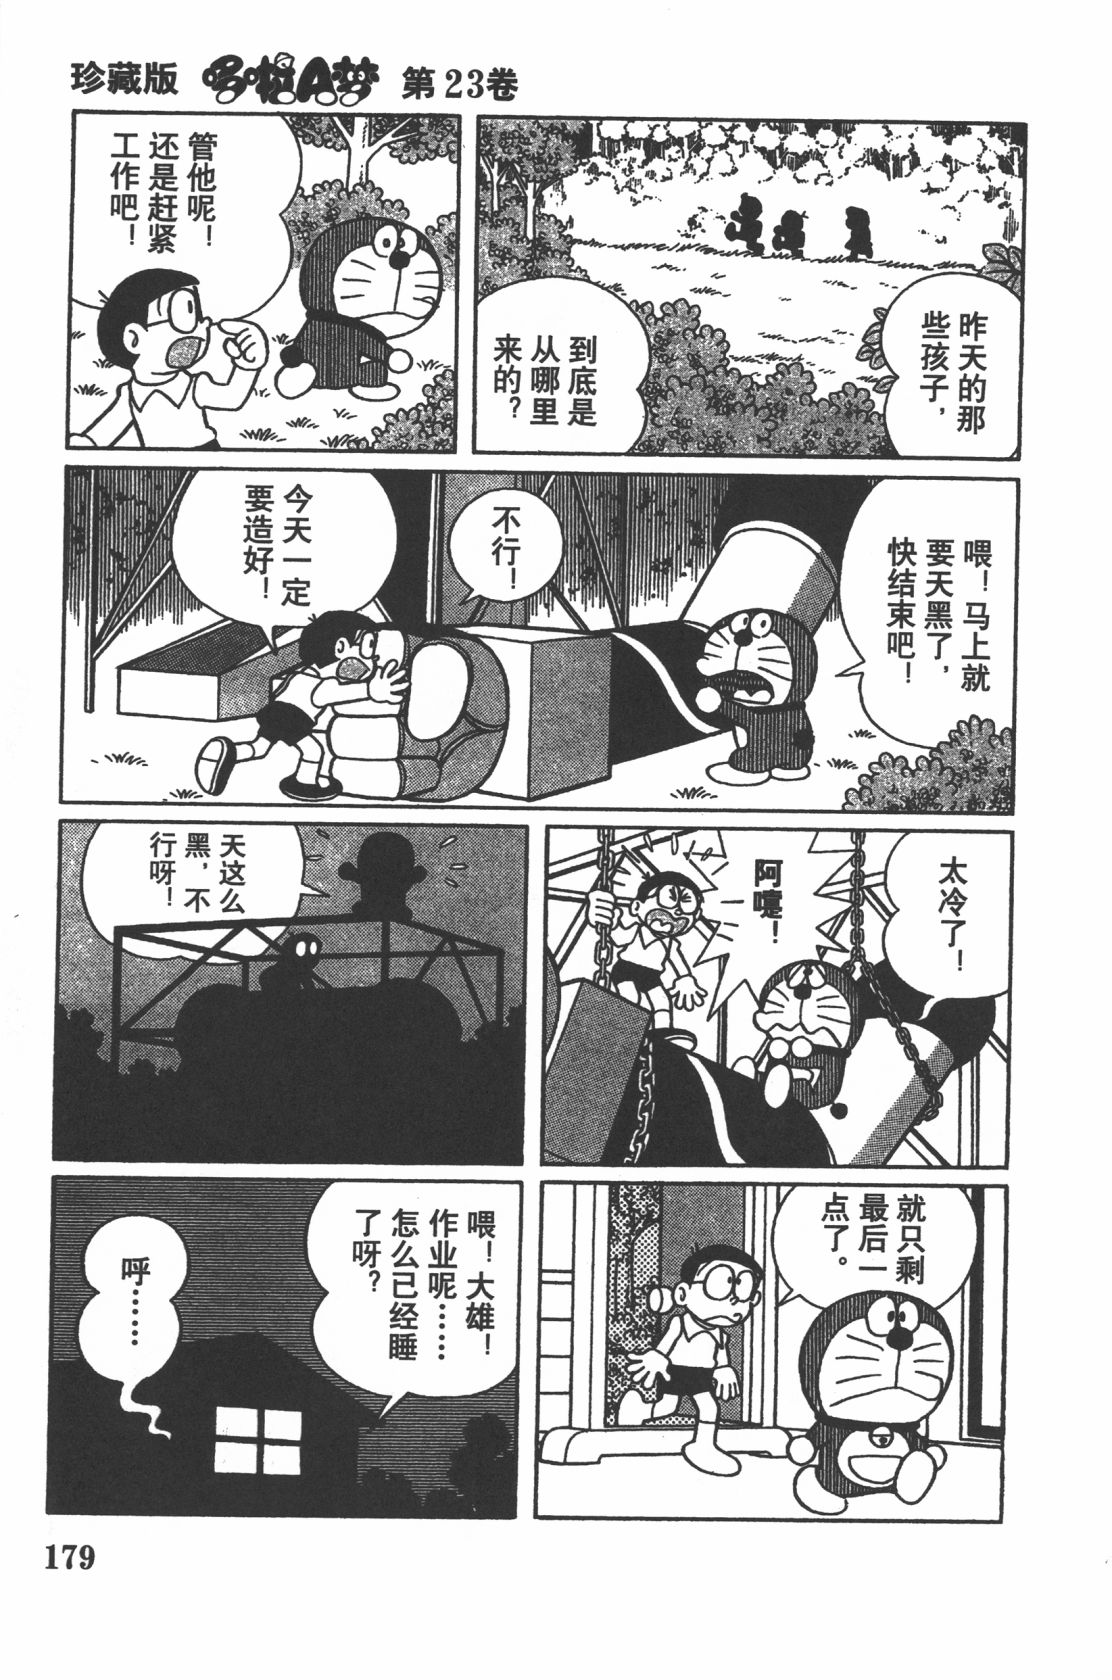 珍藏版 哆啦A梦 第23卷
昨天的那
些孩子，
到底是
从哪里
来的？
管他呢！
还是赶紧
工作吧！
喂！马上就
要天黑了，
快结束吧！
不行！
今天一定
要造好！
太冷了！
阿嚏！
天这么
黑，不
行呀！
就只剩
最后一
点了。
喂！大雄！
作业呢……
怎么已经睡
了呀？
呼……
179